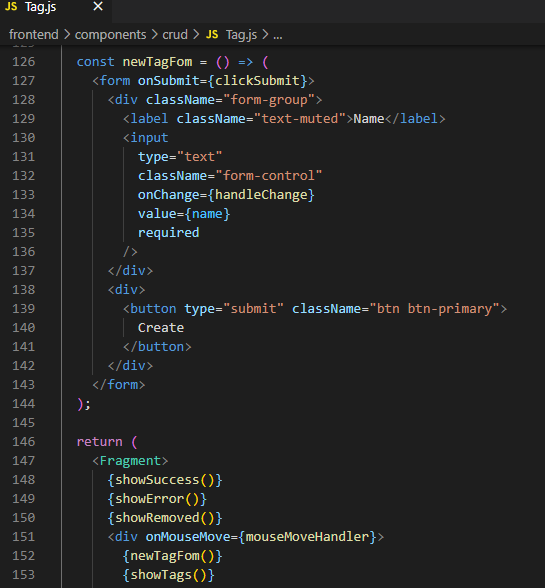 JS Tag.js ×
frontend > components > crud > JS Tag.js > ...
126 const newTagFom = () => (
127 <form onSubmit={clickSubmit}>
128 <div className="form-group">
129 <label className="text-muted">Name</label>
130 <input
131 type="text"
132 className="form-control"
133 onChange={handleChange}
134 value={name}
135 required
136 />
137 </div>
138 <div>
139 <button type="submit" className="btn btn-primary">
140 Create
141 </button>
142 </div>
143 </form>
144 );
145
146 return (
147 <Fragment>
148 {showSuccess()}
149 {showError()}
150 {showRemoved()}
151 <div onMouseMove={mouseMoveHandler}>
152 {newTagFom()}
153 {showTags()}